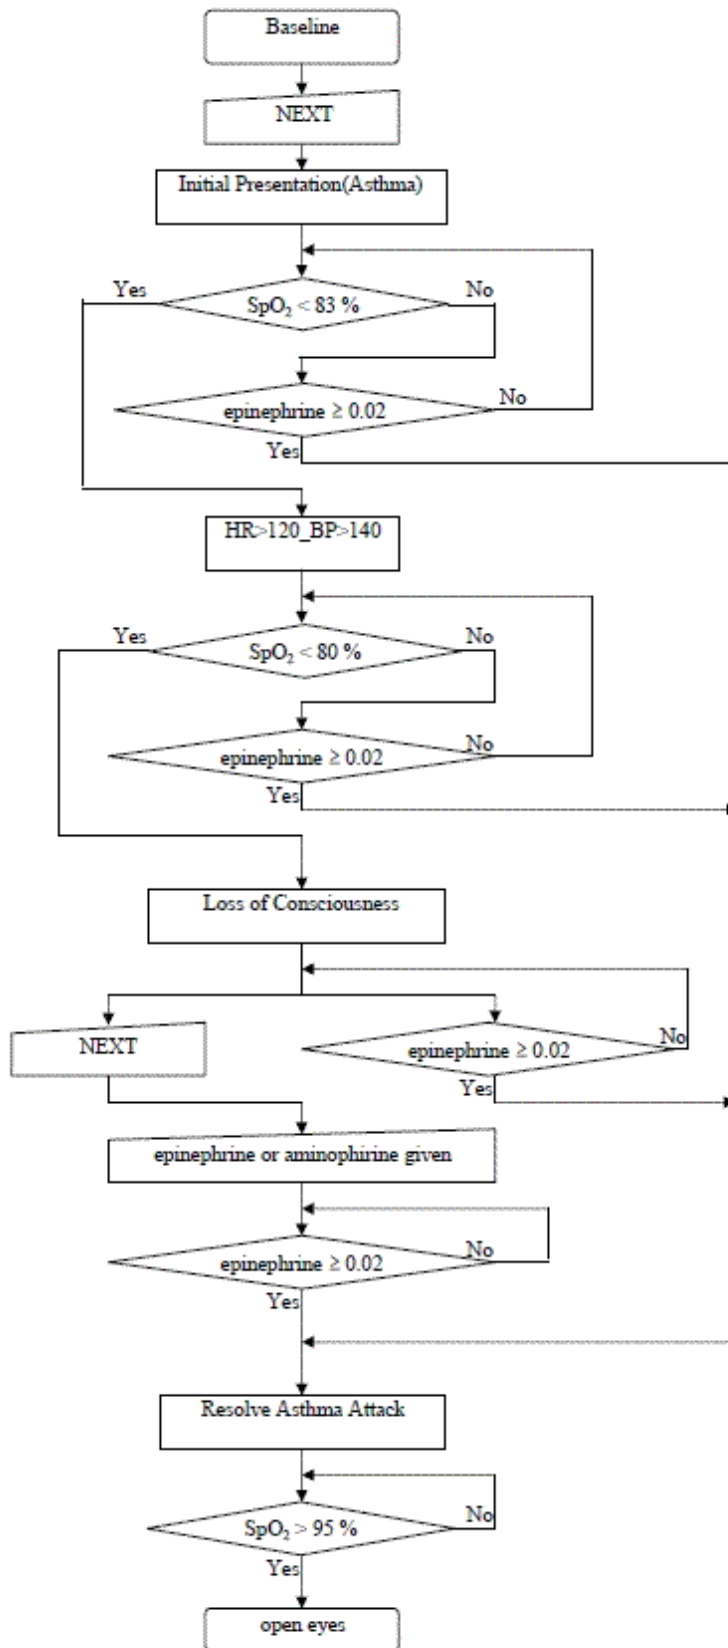 Baseline
NEXT
Initial Presentation(Asthma)
Yes
No
SpO₂ < 83 %
No
epinephrine ≥ 0.02
Yes
HR>120_BP>140
Yes
No
SpO₂ < 80 %
No
epinephrine ≥ 0.02
Yes
Loss of Consciousness
NEXT
No
epinephrine ≥ 0.02
Yes
epinephrine or aminophirine given
No
epinephrine ≥ 0.02
Yes
Resolve Asthma Attack
No
SpO₂ > 95 %
Yes
open eyes